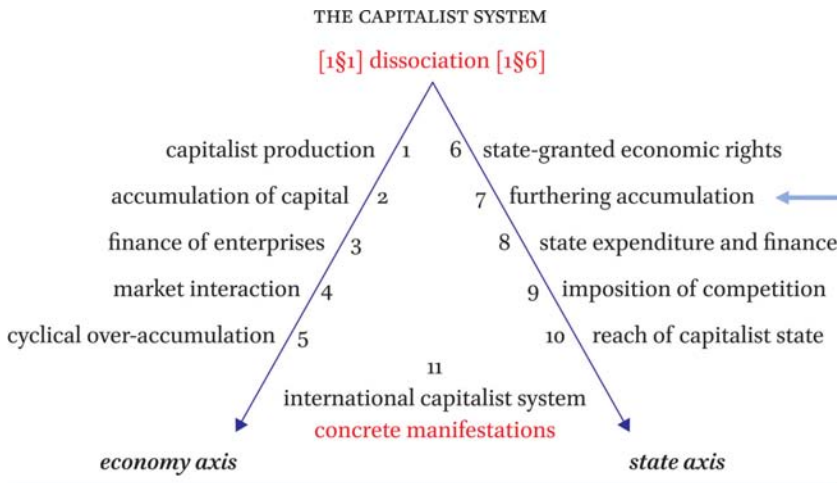 THE CAPITALIST SYSTEM
[1§1] dissociation [1§6]
capitalist production 1 6 state-granted economic rights
accumulation of capital 2 7 furthering accumulation
finance of enterprises 3 8 state expenditure and finance
market interaction 4 9 imposition of competition
cyclical over-accumulation 5 10 reach of capitalist state
11
international capitalist system
concrete manifestations
economy axis state axis